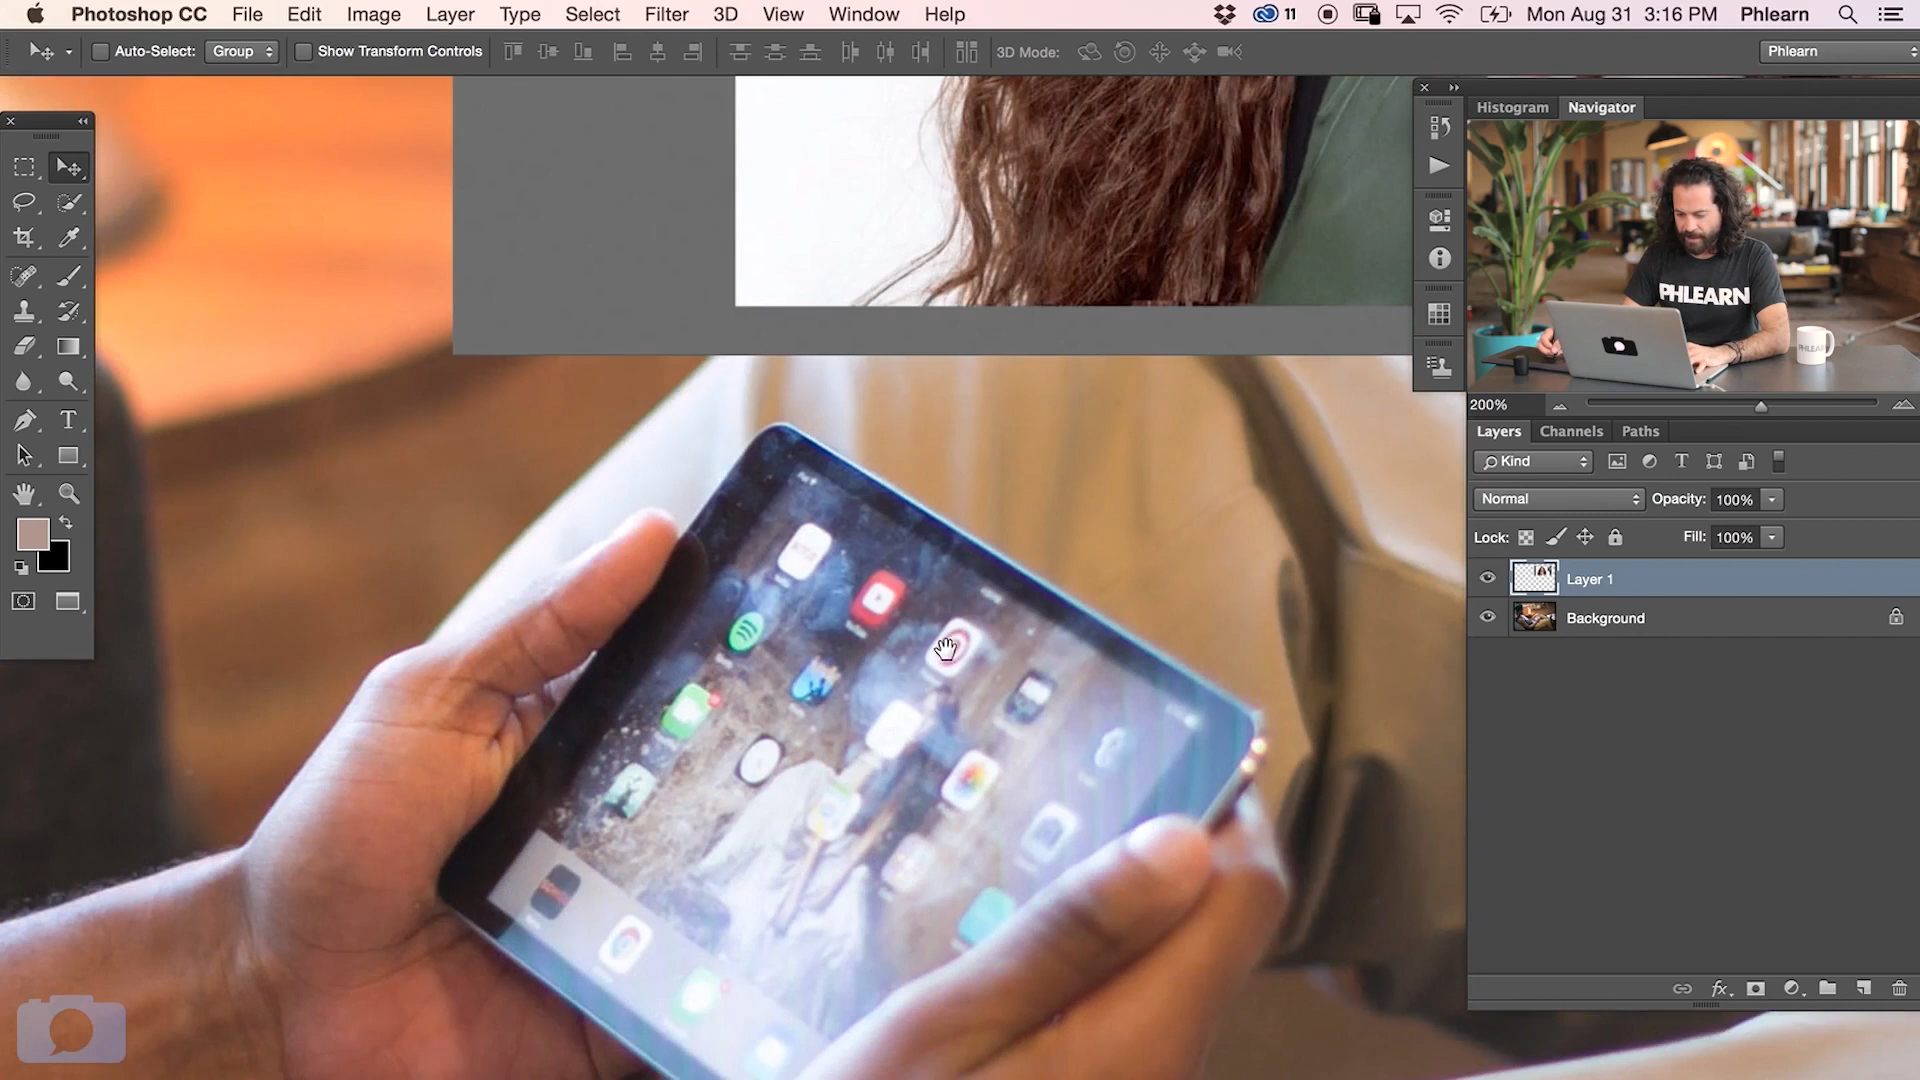 Photoshop CC File Edit Image Layer Type Select Filter 3D View Window Help 11 Mon Aug 31 3:16 PM Phlearn
Auto-Select: Group Show Transform Controls 3D Mode: Phlearn
Histogram Navigator
PHLEARN
PHLEARN
200%
Layers Channels Paths
Kind
Normal Opacity: 100%
Lock: Fill: 100%
Layer 1
Background